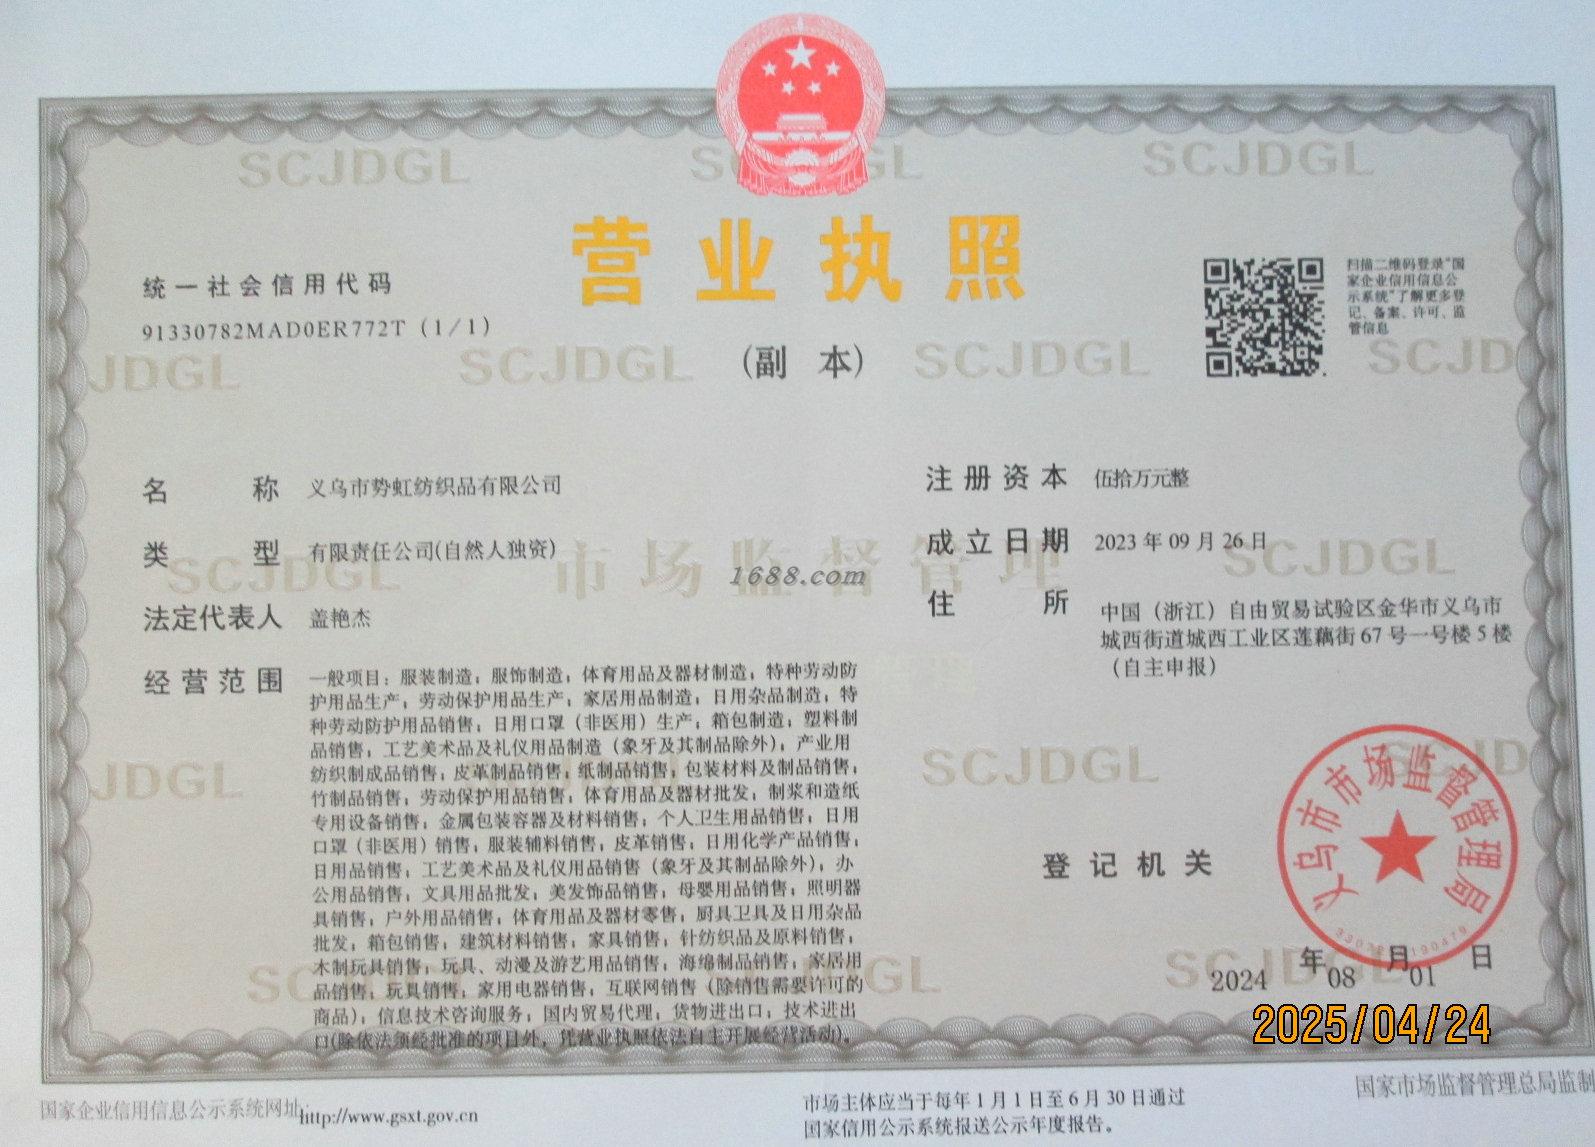 SCJDGL
SCJDGL
营业执照
(副 本)
统一社会信用代码
91330782MAD0ER772T (1/1)
扫描二维码登录“国
家企业信用信息公
示系统”了解更多登
记、备案、许可、监
管信息
JDGL
SCJDGL
SCJDGL
SCJD
名 称 义乌市势虹纺织品有限公司
类 型 有限责任公司(自然人独资)
法定代表人 盖艳杰
经营范围 一般项目：服装制造；服饰制造；体育用品及器材制造；特种劳动防
护用品生产；劳动保护用品生产；家居用品制造；日用杂品制造；特
种劳动防护用品销售；日用口罩（非医用）生产；箱包制造；塑料制
品销售；工艺美术品及礼仪用品制造（象牙及其制品除外）；产业用
纺织制成品销售；皮革制品销售；纸制品销售；包装材料及制品销售；
竹制品销售；劳动保护用品销售；体育用品及器材批发；制浆和造纸
专用设备销售；金属包装容器及材料销售；个人卫生用品销售；日用
口罩（非医用）销售；服装辅料销售；皮革销售；日用化学产品销售；
日用品销售；工艺美术品及礼仪用品销售（象牙及其制品除外）；办
公用品销售；文具用品批发；美发饰品销售；母婴用品销售；照明器
具销售；户外用品销售；体育用品及器材零售；厨具卫具及日用杂品
批发；箱包销售；建筑材料销售；家具销售；针纺织品及原料销售；
木制玩具销售；玩具、动漫及游艺用品销售；海绵制品销售；家居用
品销售；玩具销售；家用电器销售；互联网销售（除销售需要许可的
商品）；信息技术咨询服务；国内贸易代理；货物进出口；技术进出
口(除依法须经批准的项目外，凭营业执照依法自主开展经营活动)。
注册资本 伍拾万元整
成立日期 2023年09月26日
住 所 中国（浙江）自由贸易试验区金华市义乌市
城西街道城西工业区莲藕街67号一号楼5楼
（自主申报）
SCJDGL
市场监督管理
SCJDGL
1688.com
JDGL
SCJDGL
登记机关
义乌市市场监督管理局
2024年08月01日
2025/04/24
国家企业信用信息公示系统网址http://www.gsxt.gov.cn
市场主体应当于每年1月1日至6月30日通过
国家信用公示系统报送公示年度报告。
国家市场监督管理总局监制